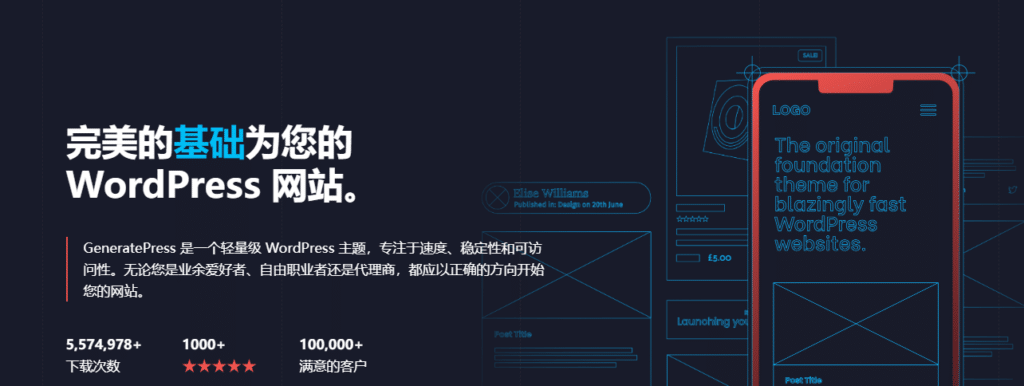 完美的基础为您的
WordPress 网站。
GeneratePress 是一个轻量级 WordPress 主题，专注于速度、稳定性和可访
问性。无论您是业余爱好者、自由职业者还是代理商，都应以正确的方向开始
您的网站。
5,574,978+
下载次数
1000+
★★★★★
100,000+
满意的客户
SALE!
Elise Williams
Published in: Design on 20th June
☆☆☆☆☆
£5.00
Launching you
Post Title
LOGO
The original
foundation
theme for
blazingly fast
WordPress
websites.
Post Title